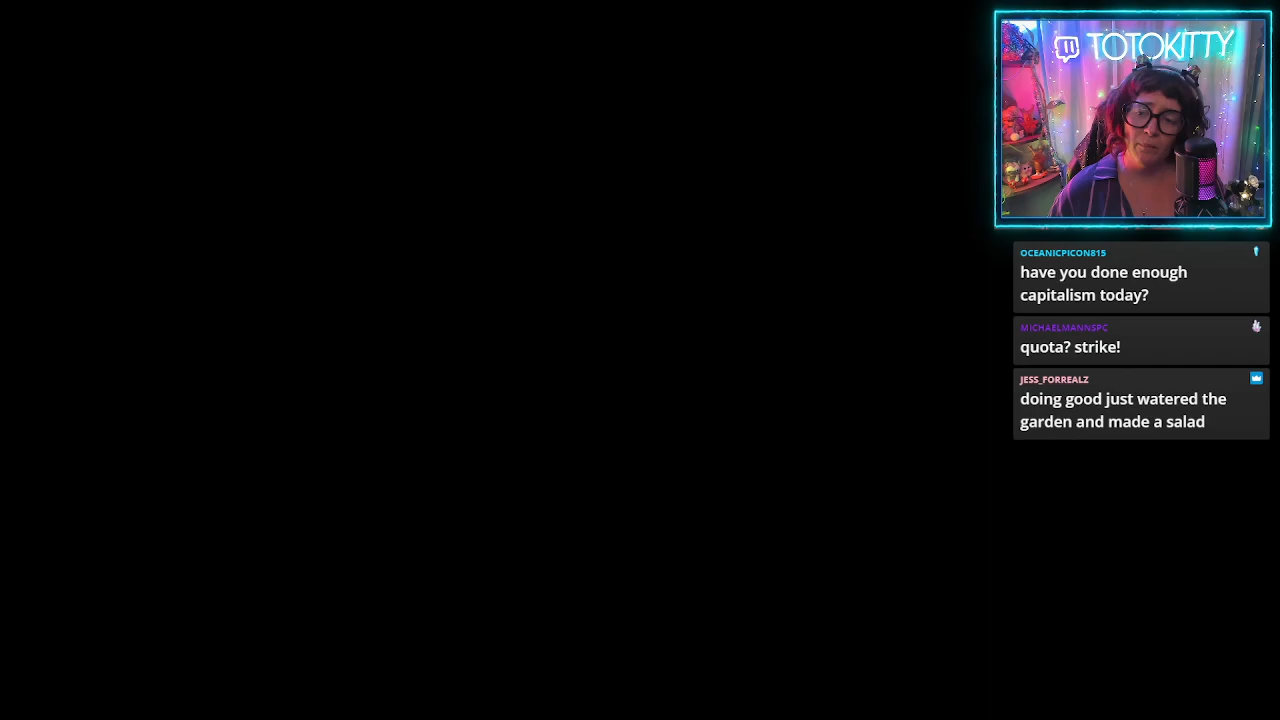 TOTOKITTY
OCEANICPICON815
have you done enough
capitalism today?
MICHAELMANNSPC
quota? strike!
JESS_FORREALZ
doing good just watered the
garden and made a salad